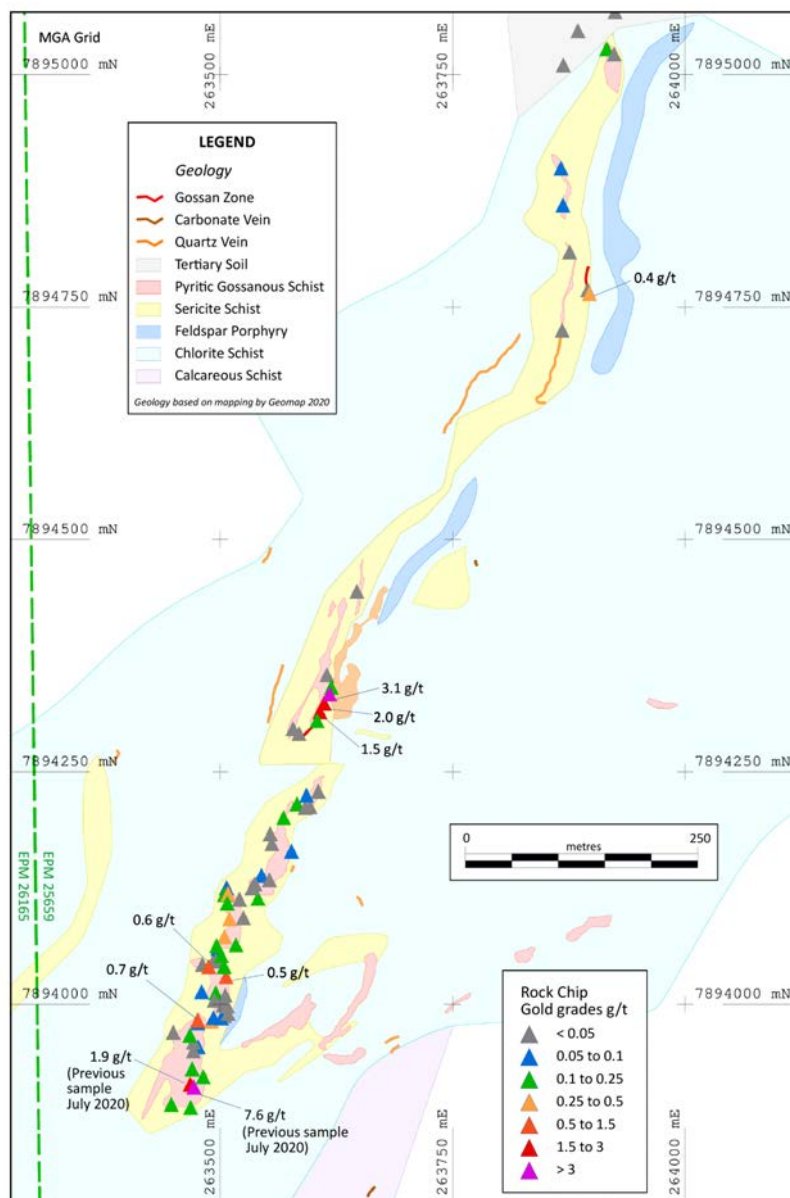 MGA Grid
263500 mE
263750 mE
264000 mE
7895000 mN
7895000 mN
LEGEND
Geology
Gossan Zone
Carbonate Vein
Quartz Vein
Tertiary Soil
Pyritic Gossanous Schist
Sericite Schist
Feldspar Porphyry
Chlorite Schist
Calcareous Schist
Geology based on mapping by Geomap 2020
0.4 g/t
7894750 mN
7894750 mN
7894500 mN
7894500 mN
3.1 g/t
2.0 g/t
1.5 g/t
7894250 mN
7894250 mN
0
250
metres
EPM 26165
EPM 25659
0.6 g/t
0.7 g/t
0.5 g/t
7894000 mN
7894000 mN
1.9 g/t
(Previous
sample
July 2020)
7.6 g/t
(Previous sample
July 2020)
Rock Chip
Gold grades g/t
< 0.05
0.05 to 0.1
0.1 to 0.25
0.25 to 0.5
0.5 to 1.5
1.5 to 3
> 3
263500 mE
263750 mE
264000 mE